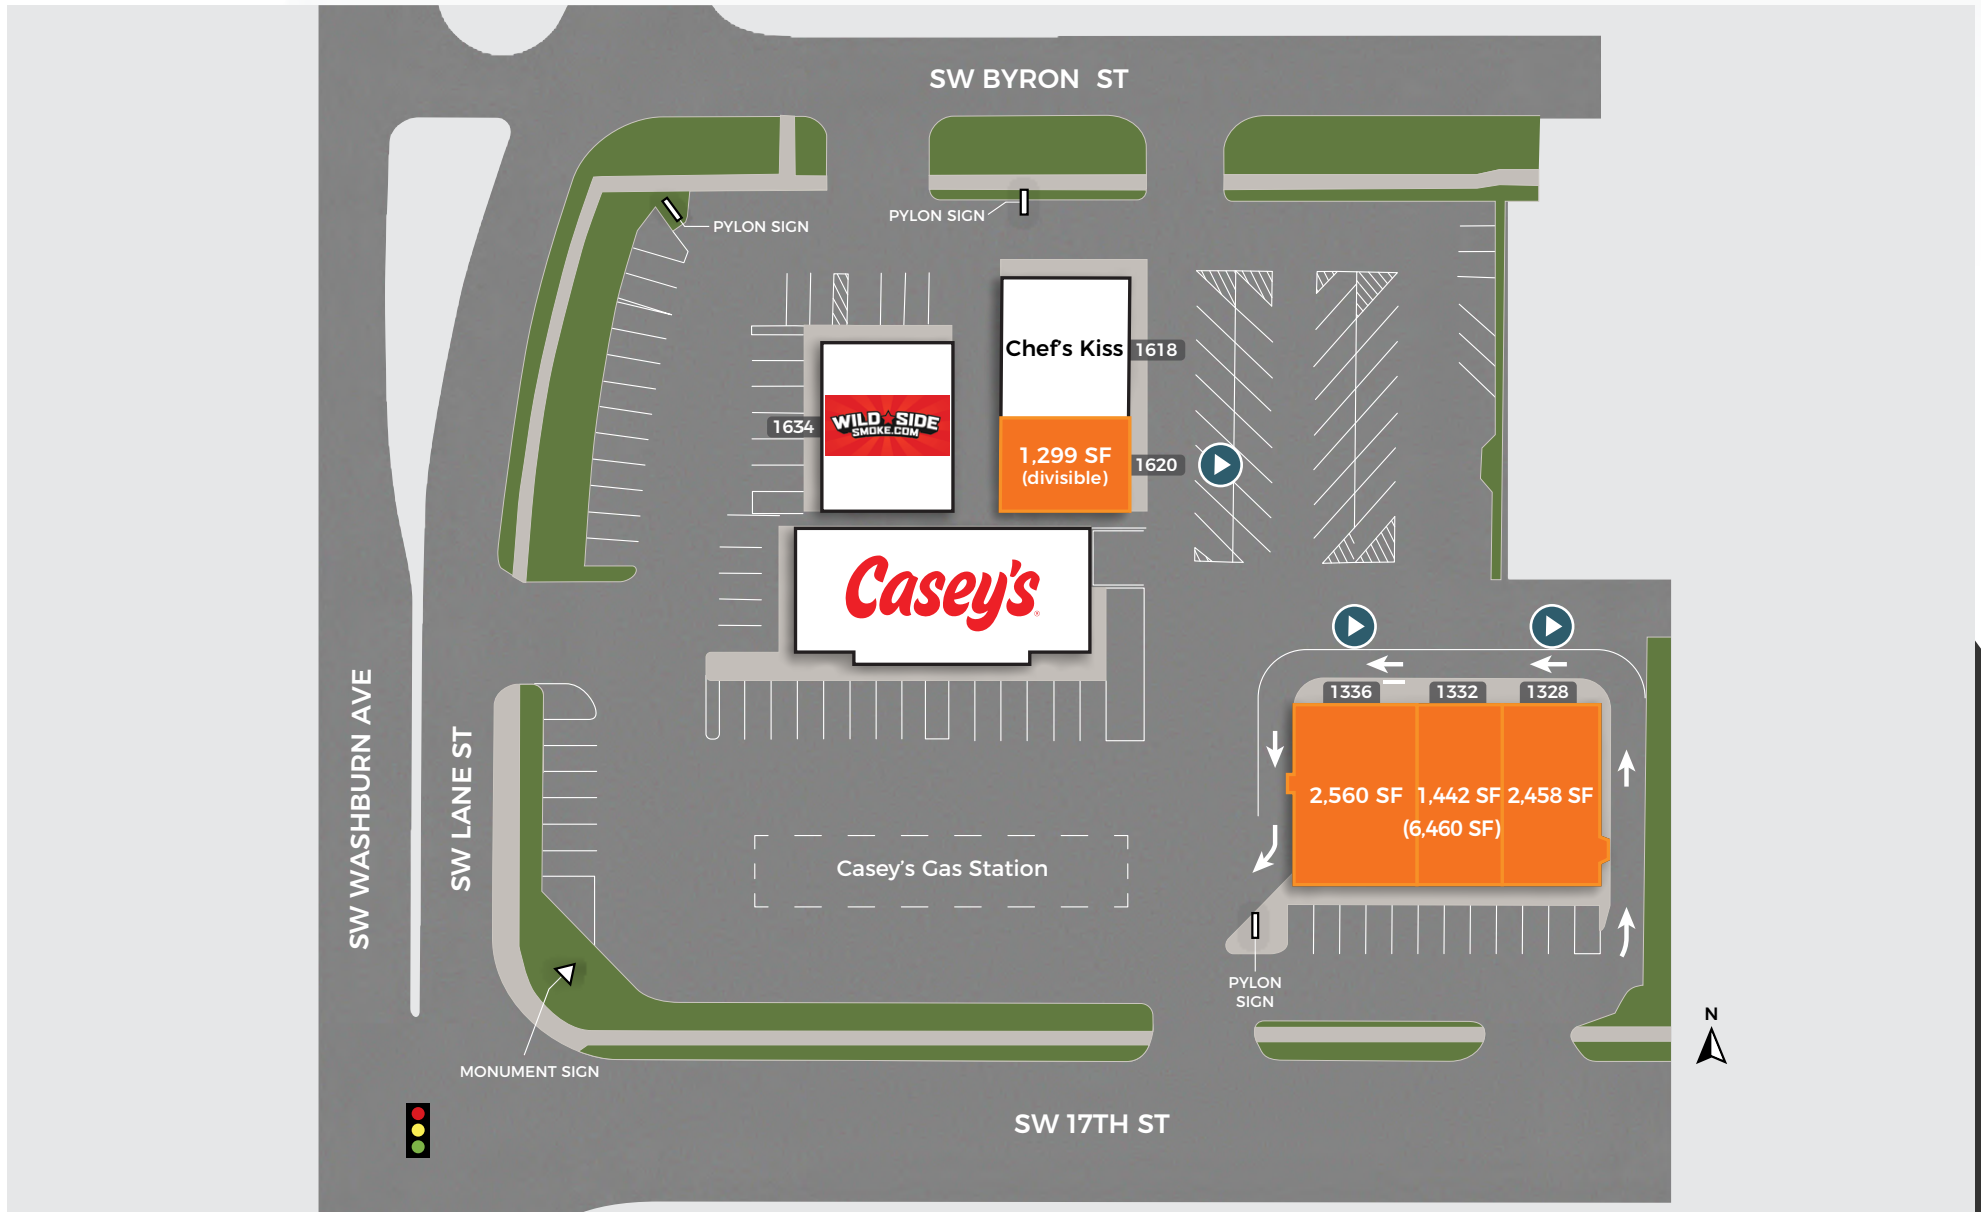 SW BYRON ST
PYLON SIGN
PYLON SIGN
Chef's Kiss
1618
1634
WILD SIDE
SMOKE.COM
1,299 SF
(divisible)
1620
Casey's
®
SW WASHBURN AVE
SW LANE ST
1336
1332
1328
2,560 SF
1,442 SF
2,458 SF
(6,460 SF)
Casey's Gas Station
PYLON
SIGN
N
MONUMENT SIGN
SW 17TH ST